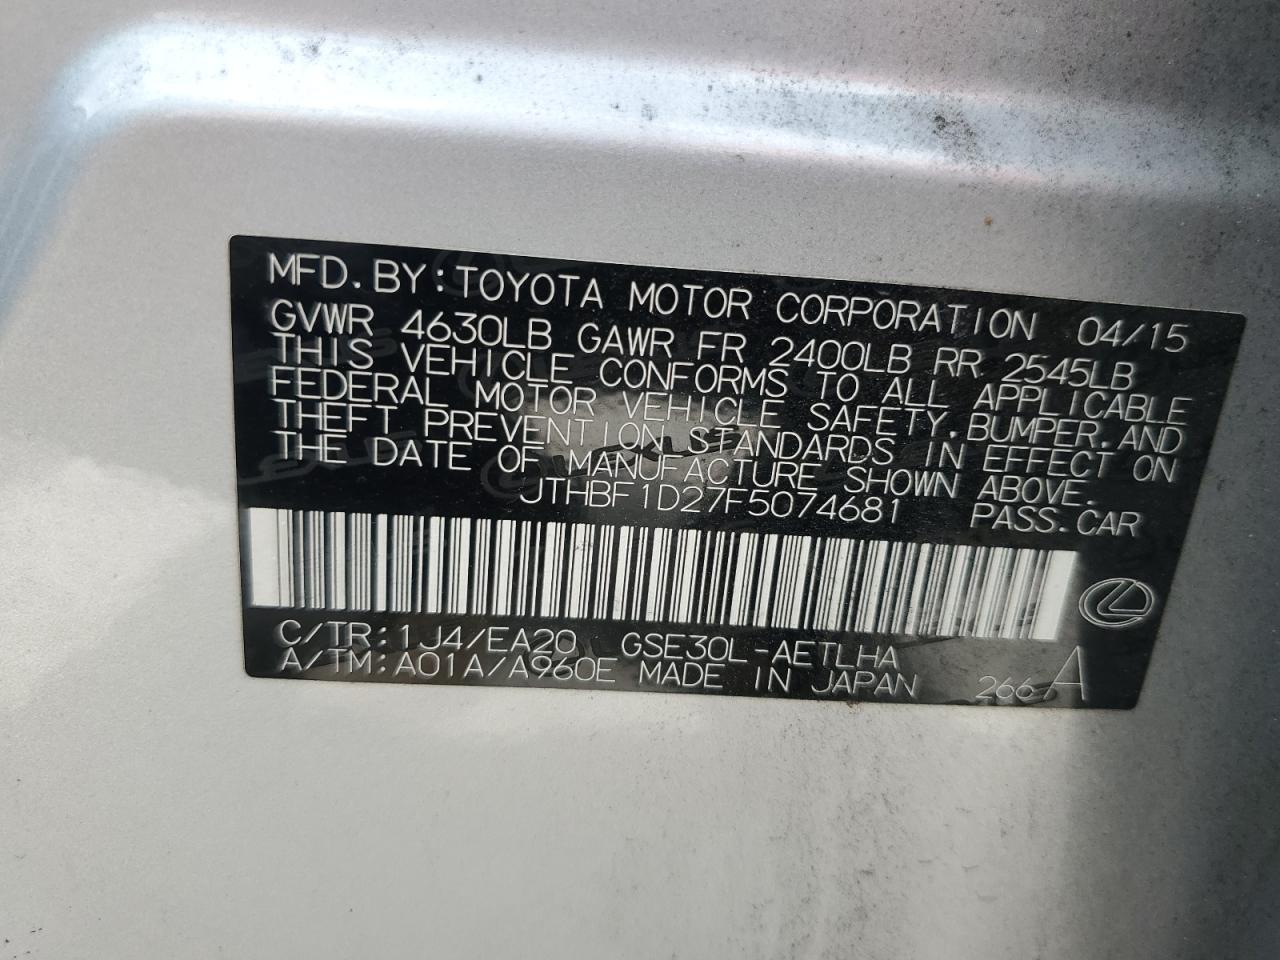 MFD.BY:TOYOTA MOTOR CORPORATION 04/15
GVWR 4630LB GAWR FR 2400LB RR 2545LB
THIS VEHICLE CONFORMS TO ALL APPLICABLE
FEDERAL MOTOR VEHICLE SAFETY,BUMPER,AND
THEFT PREVENTION STANDARDS IN EFFECT ON
THE DATE OF MANUFACTURE SHOWN ABOVE.
JTHBF1D27F5074681 PASS.CAR
C/TR:1J4/EA20 GSE30L-AETLHA
A/TM:A01A/A960E MADE IN JAPAN 266 A